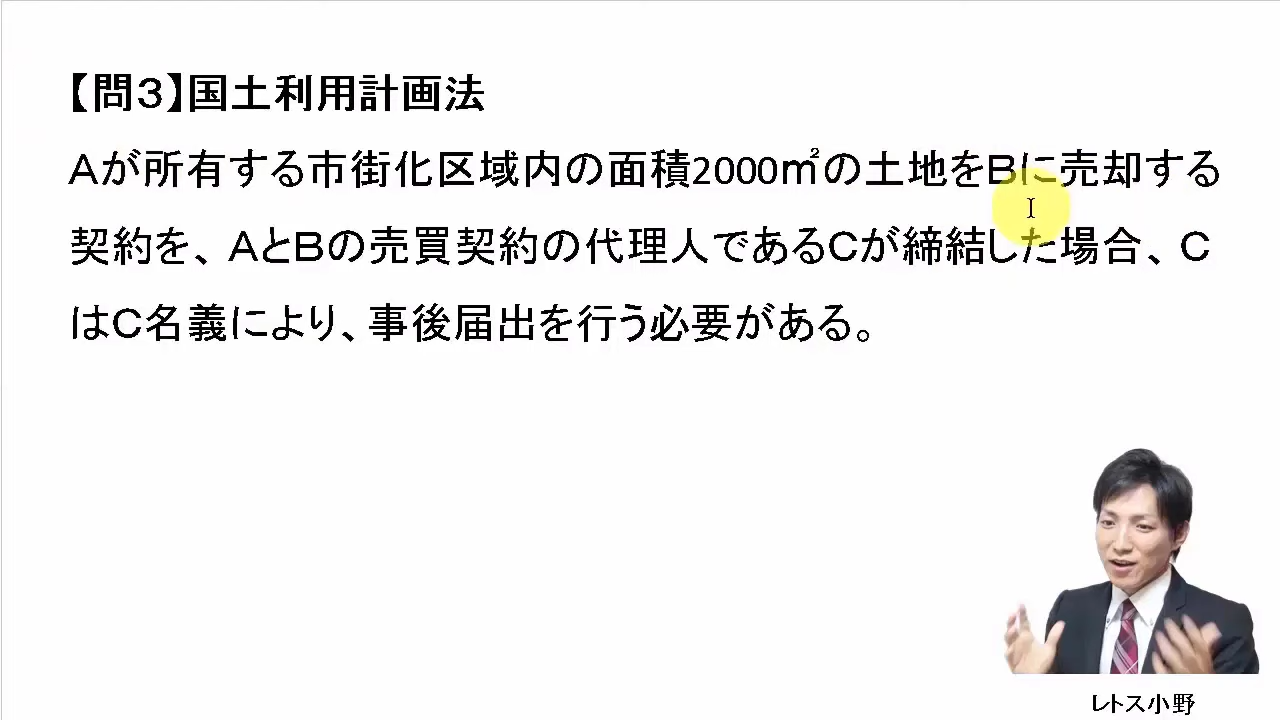 【問３】国土利用計画法
Ａが所有する市街化区域内の面積2000㎡の土地をＢに売却する
契約を、ＡとＢの売買契約の代理人であるＣが締結した場合、Ｃ
はＣ名義により、事後届出を行う必要がある。
レトス小野